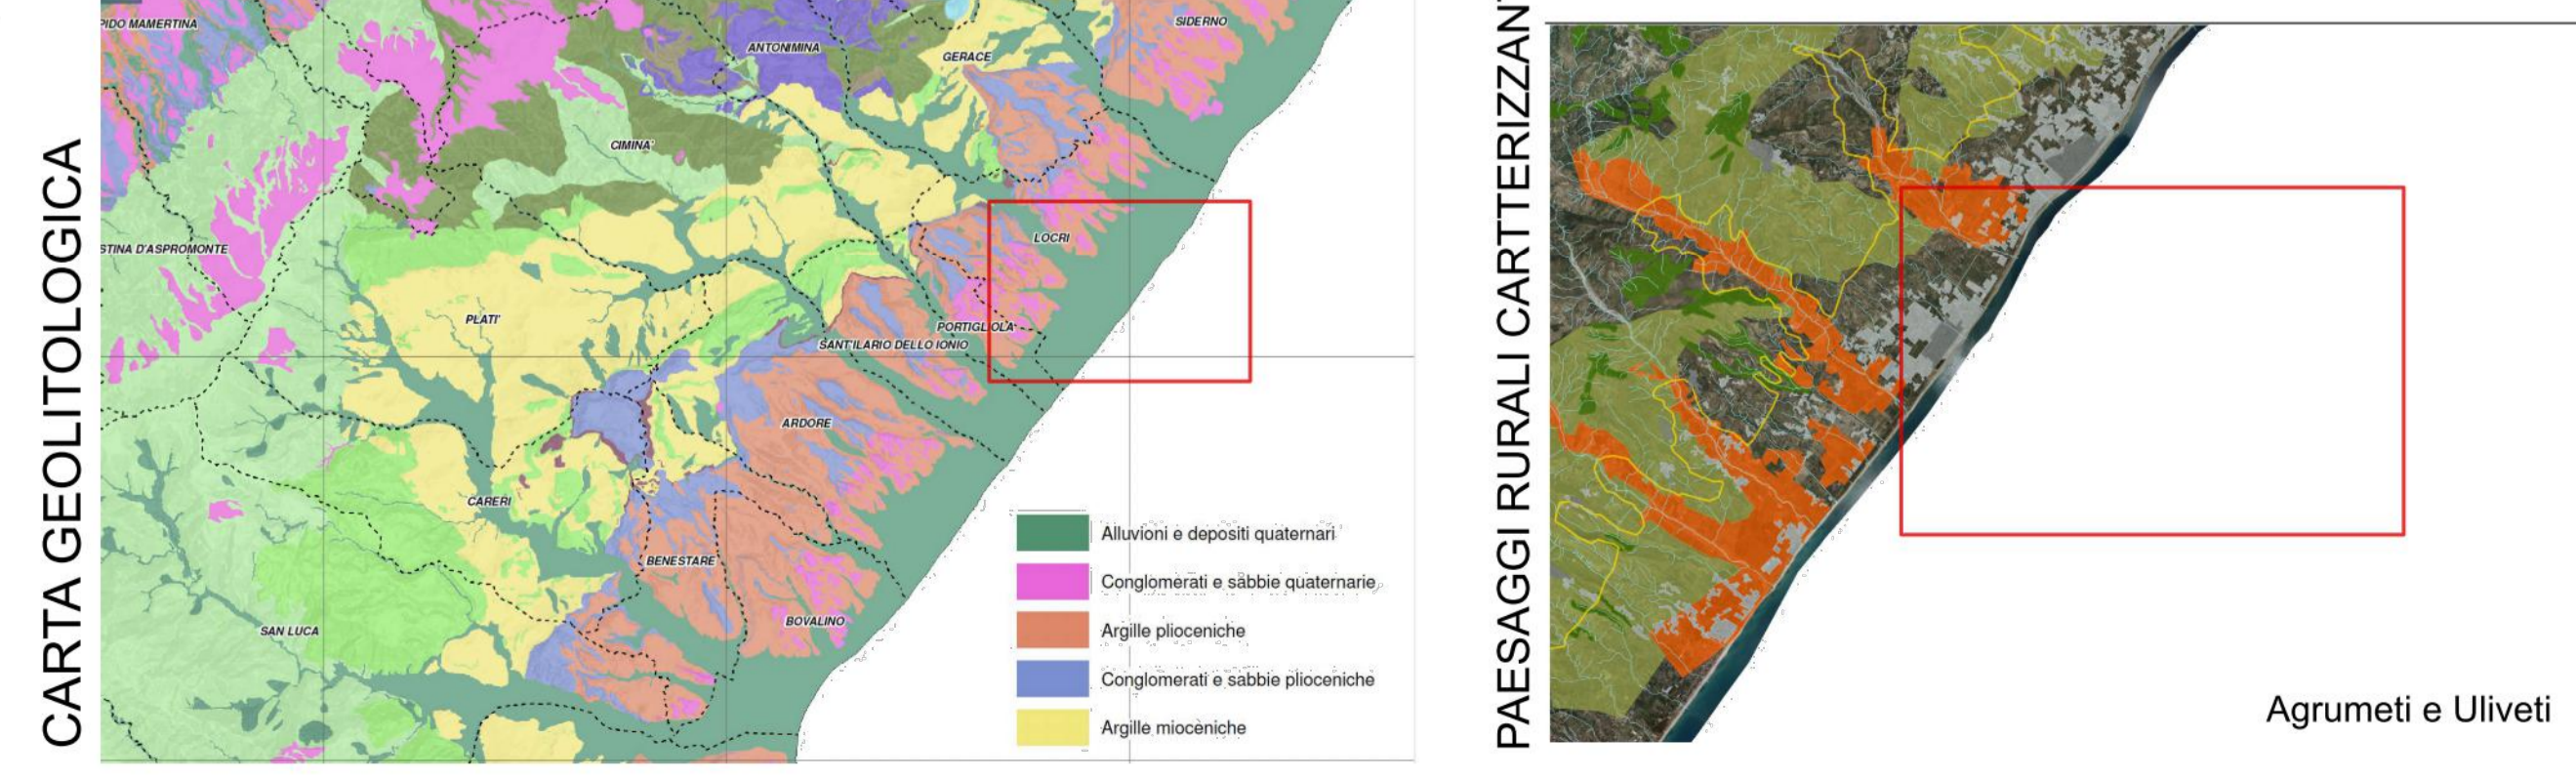 CARTA GEOLITOLOGICA
PIDO MAMERTINA
SIDERNO
ANTONIMINA
GERACE
CIMINA'
STINA D'ASPROMONTE
LOCRI
PLATI'
PORTIGLIOLA
SANT'ILARIO DELLO IONIO
ARDORE
CARERI
BENESTARE
BOVALINO
SAN LUCA
Alluvioni e depositi quaternari
Conglomerati e sabbie quaternarie
Argille plioceniche
Conglomerati e sabbie plioceniche
Argille mioceniche
PAESAGGI RURALI CARTTERIZZANT
Agrumeti e Uliveti